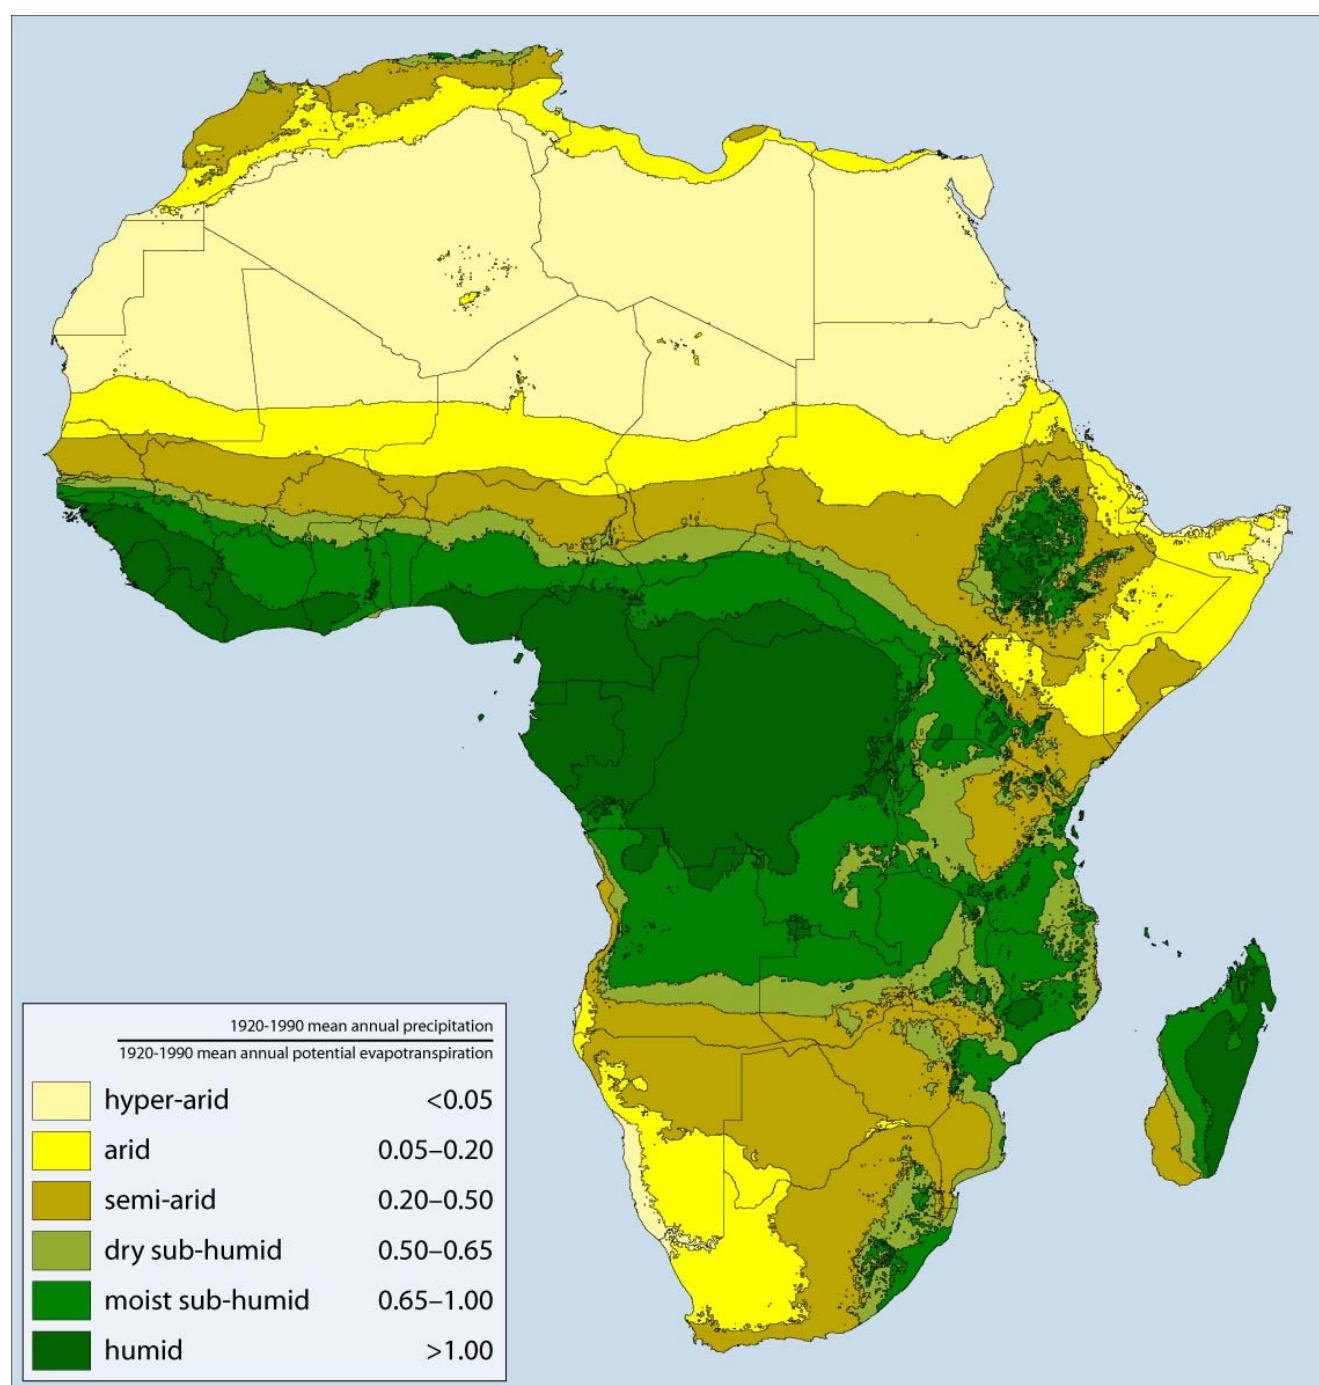 1920-1990 mean annual precipitation
1920-1990 mean annual potential evapotranspiration
hyper-arid <0.05
arid 0.05–0.20
semi-arid 0.20–0.50
dry sub-humid 0.50–0.65
moist sub-humid 0.65–1.00
humid >1.00